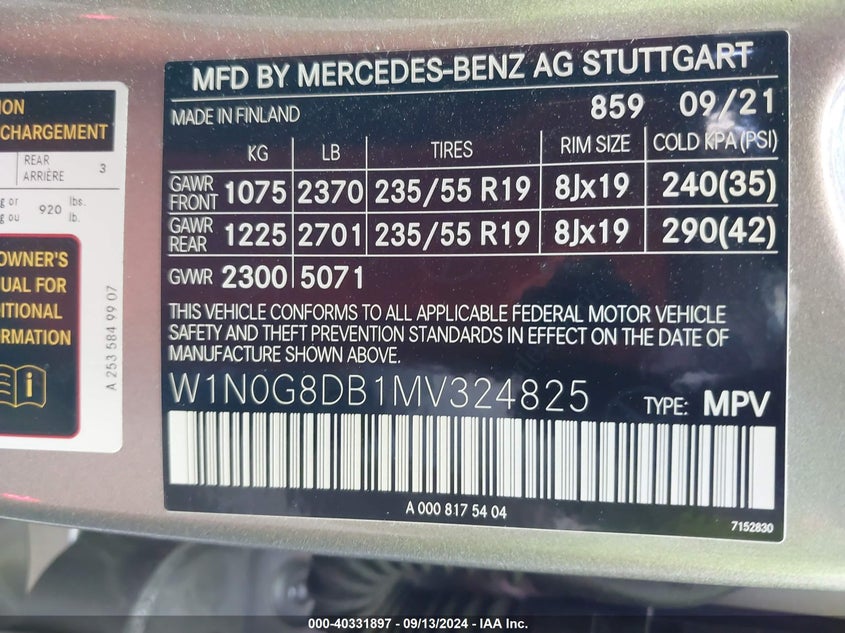 MFD BY MERCEDES-BENZ AG STUTTGART
MADE IN FINLAND 859 09/21
KG LB TIRES RIM SIZE COLD KPA (PSI)
GAWR FRONT 1075 2370 235/55 R19 8Jx19 240(35)
GAWR REAR 1225 2701 235/55 R19 8Jx19 290(42)
GVWR 2300 5071
THIS VEHICLE CONFORMS TO ALL APPLICABLE FEDERAL MOTOR VEHICLE
SAFETY AND THEFT PREVENTION STANDARDS IN EFFECT ON THE DATE OF
MANUFACTURE SHOWN ABOVE.
W1N0G8DB1MV324825 TYPE: MPV
A 000 817 54 04
7152830
CHARGEMENT
REAR
ARRIÈRE 3
or 920 lbs.
ou lb.
OWNER'S
FOR
A 253 584 99 07
000-40331897 - 09/13/2024 - IAA Inc.